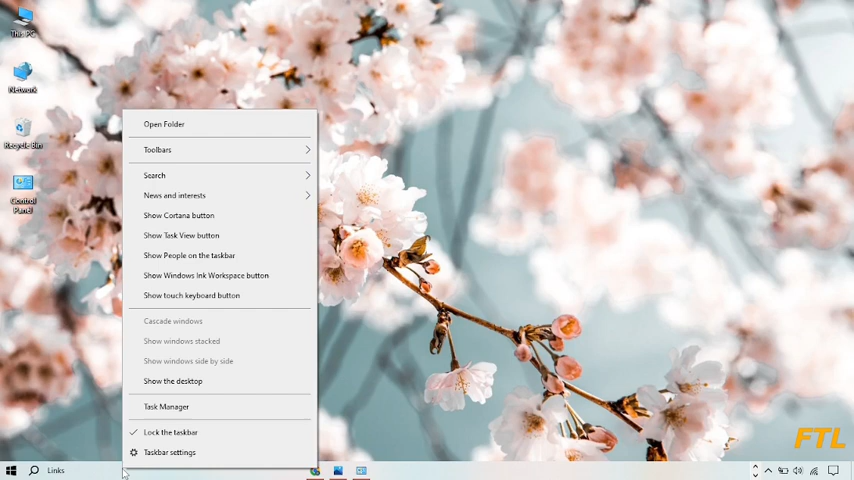 This PC
Network
Recycle Bin
Control
Panel
Open Folder
Toolbars
Search
News and interests
Show Cortana button
Show Task View button
Show People on the taskbar
Show Windows Ink Workspace button
Show touch keyboard button
Cascade windows
Show windows stacked
Show windows side by side
Show the desktop
Task Manager
Lock the taskbar
Taskbar settings
FTL
Links